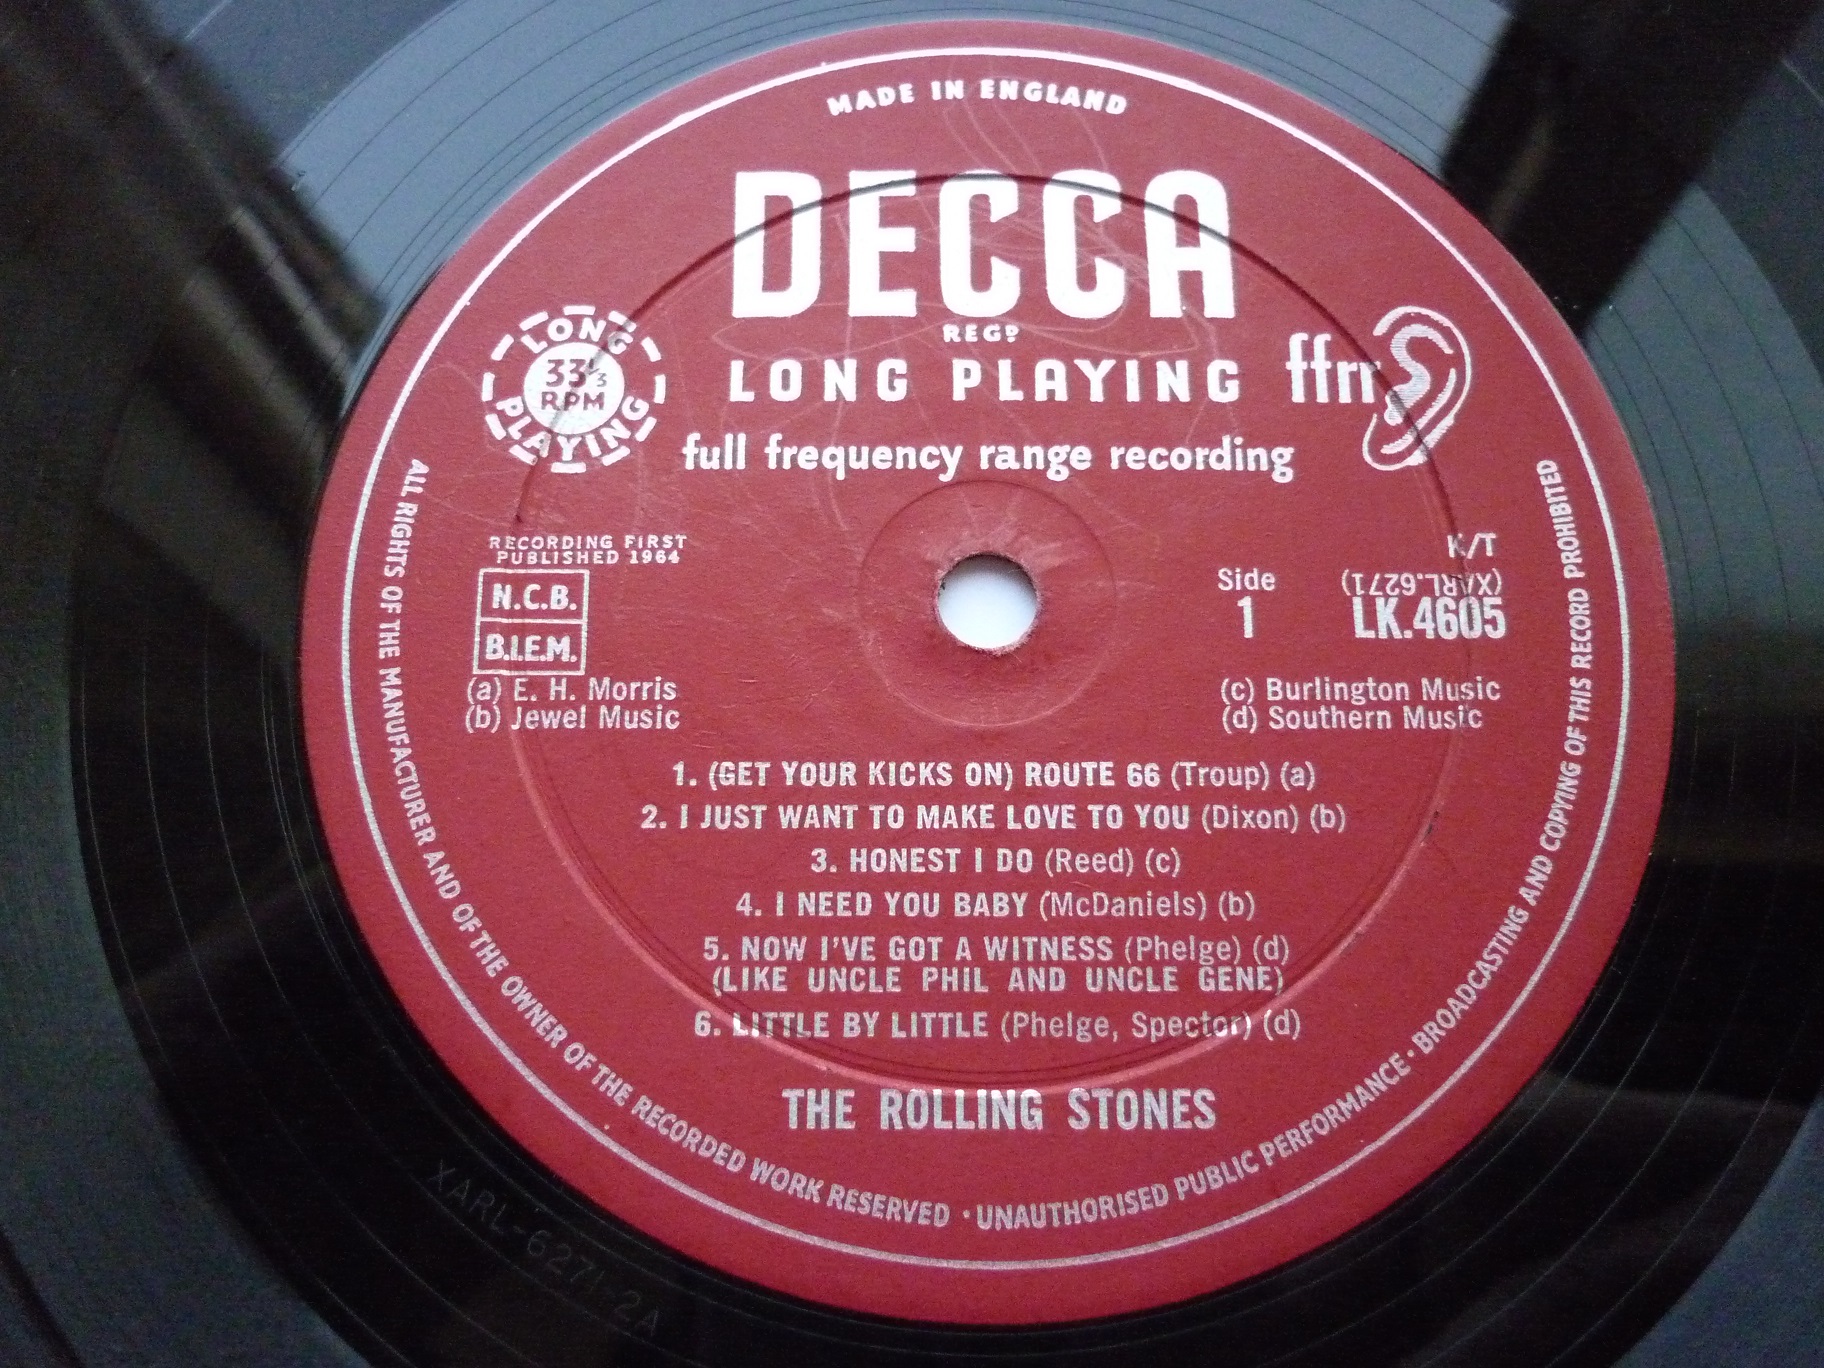 MADE IN ENGLAND
DECCA
REGD
LONG PLAYING
33 1/3
RPM
LONG PLAYING
ffrr
full frequency range recording
RECORDING FIRST
PUBLISHED 1964
N.C.B.
B.I.E.M.
K/T
Side
1
(XARL.6271)
LK.4605
(a) E. H. Morris
(b) Jewel Music
(c) Burlington Music
(d) Southern Music
1. (GET YOUR KICKS ON) ROUTE 66 (Troup) (a)
2. I JUST WANT TO MAKE LOVE TO YOU (Dixon) (b)
3. HONEST I DO (Reed) (c)
4. I NEED YOU BABY (McDaniels) (b)
5. NOW I'VE GOT A WITNESS (Phelge) (d)
(LIKE UNCLE PHIL AND UNCLE GENE)
6. LITTLE BY LITTLE (Phelge, Spector) (d)
THE ROLLING STONES
ALL RIGHTS OF THE MANUFACTURER AND OF THE OWNER OF THE RECORDED WORK RESERVED · UNAUTHORISED PUBLIC PERFORMANCE · BROADCASTING AND COPYING OF THIS RECORD PROHIBITED
XARL-6271-2A